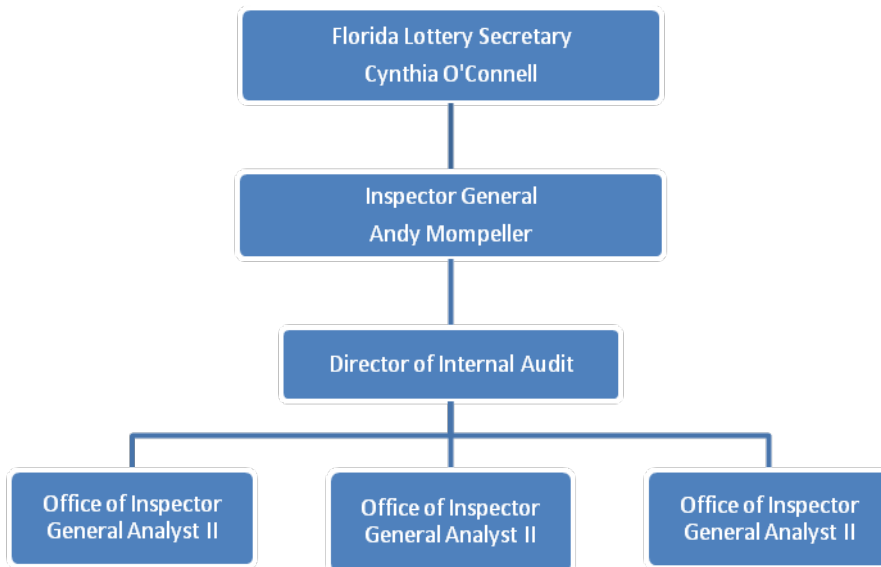 Florida Lottery Secretary
Cynthia O'Connell
Inspector General
Andy Mompeller
Director of Internal Audit
Office of Inspector
General Analyst II
Office of Inspector
General Analyst II
Office of Inspector
General Analyst II